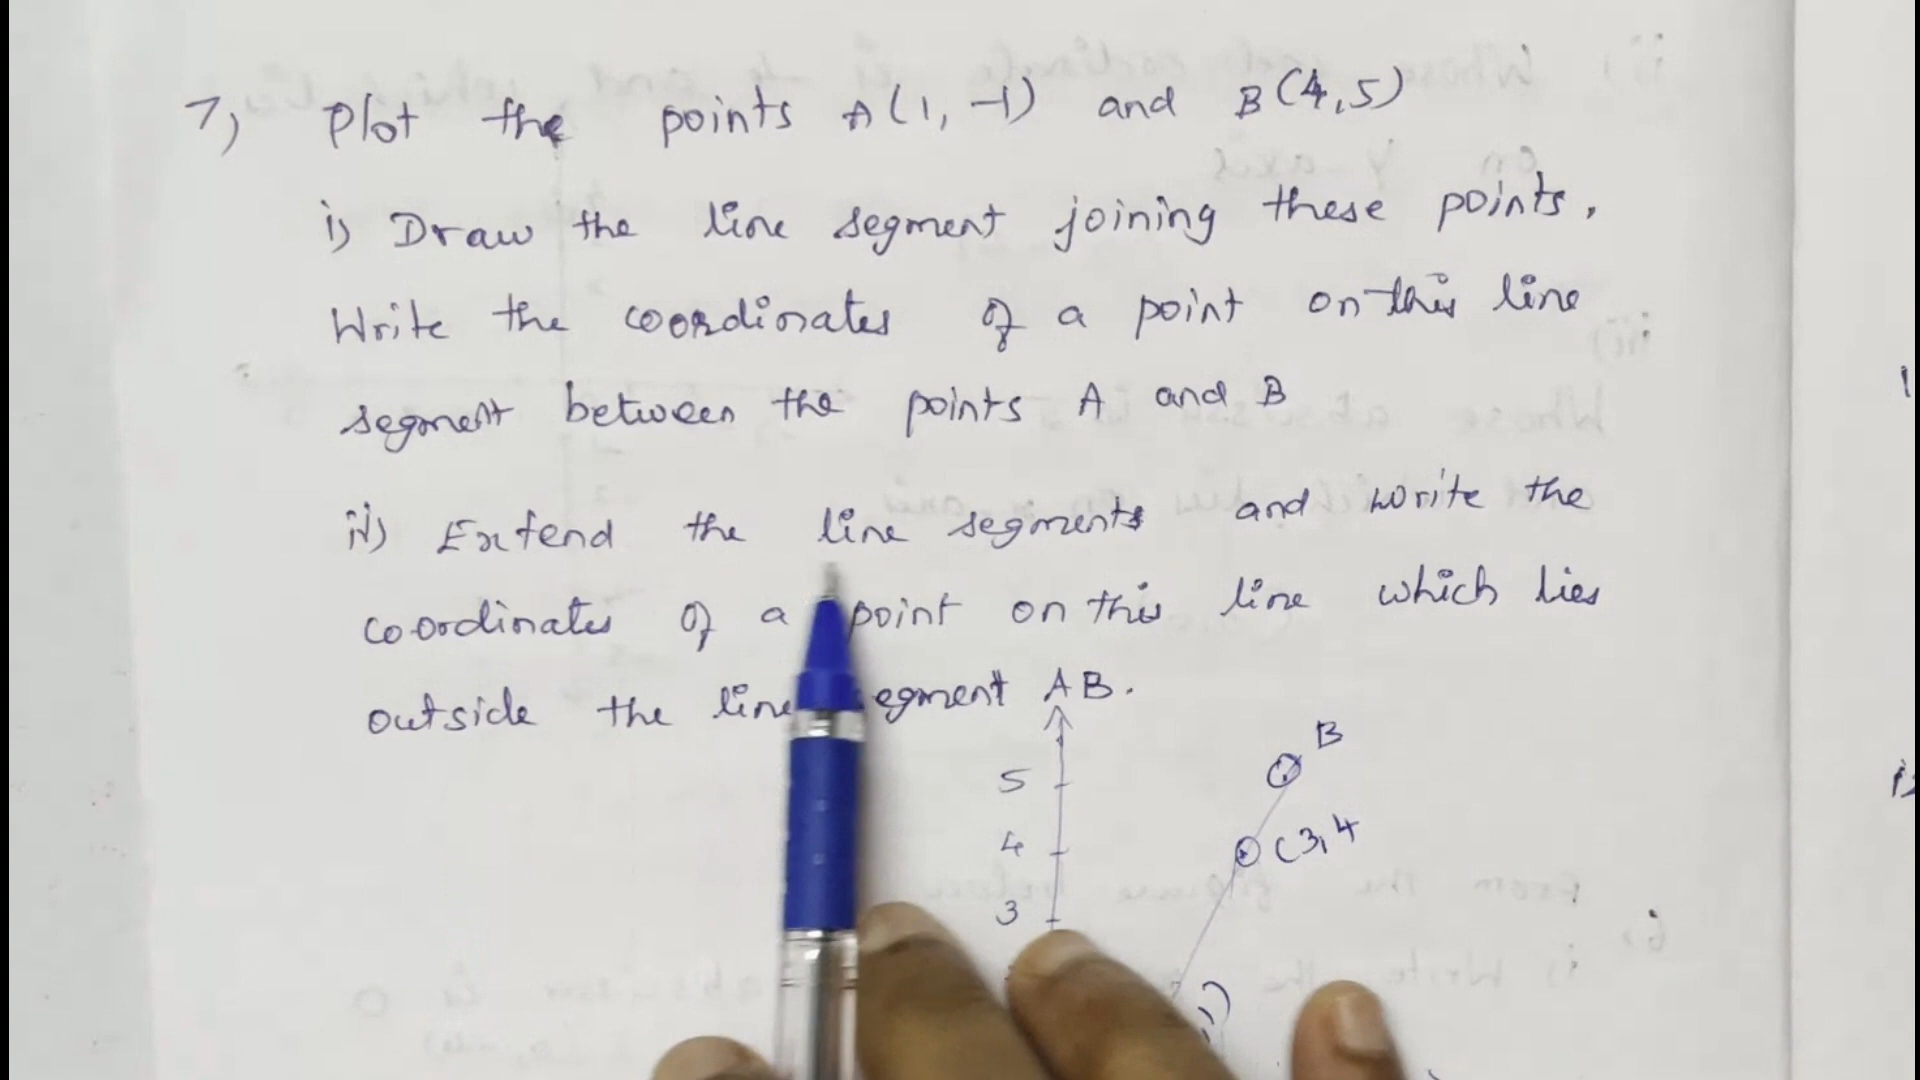 7) Plot the points A(1, -1) and B(4,5)
i) Draw the line segment joining these points.
Write the coordinates of a point on this line
segment between the points A and B
ii) Extend the line segments and write the
coordinates of a point on this line which lies
outside the line egment AB.
B
5
(3,4
4
3